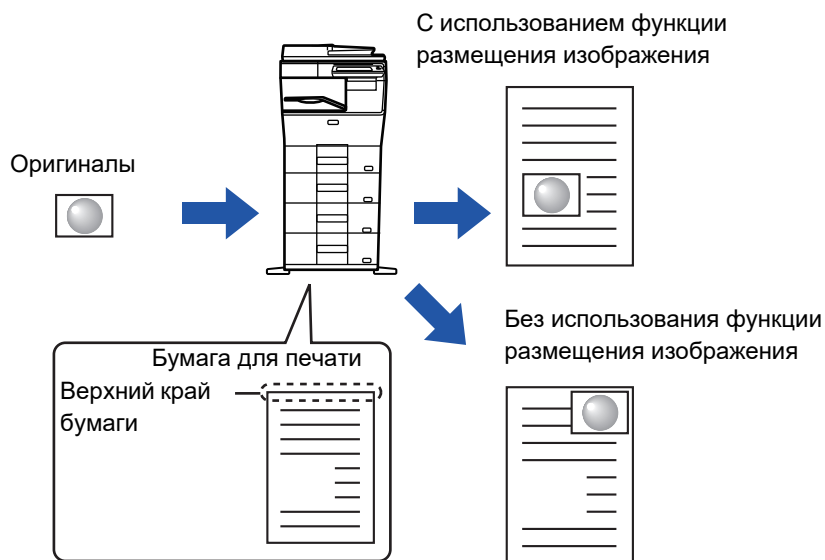 С использованием функции
размещения изображения
Оригиналы
Без использования функции
размещения изображения
Бумага для печати
Верхний край
бумаги